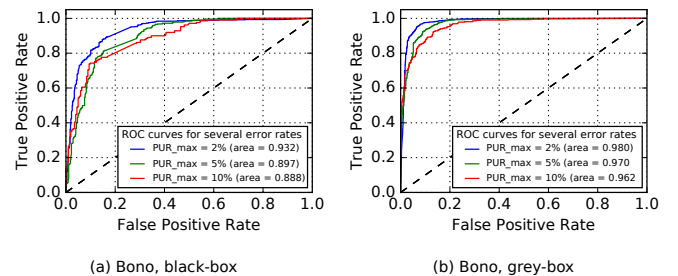 1.0
0.8
0.6
0.4
0.2
0.0
True Positive Rate
ROC curves for several error rates
PUR_max = 2% (area = 0.932)
PUR_max = 5% (area = 0.897)
PUR_max = 10% (area = 0.888)
0.0 0.2 0.4 0.6 0.8 1.0
False Positive Rate
(a) Bono, black-box
1.0
0.8
0.6
0.4
0.2
0.0
True Positive Rate
ROC curves for several error rates
PUR_max = 2% (area = 0.980)
PUR_max = 5% (area = 0.970
PUR_max = 10% (area = 0.962
0.0 0.2 0.4 0.6 0.8 1.0
False Positive Rate
(b) Bono, grey-box